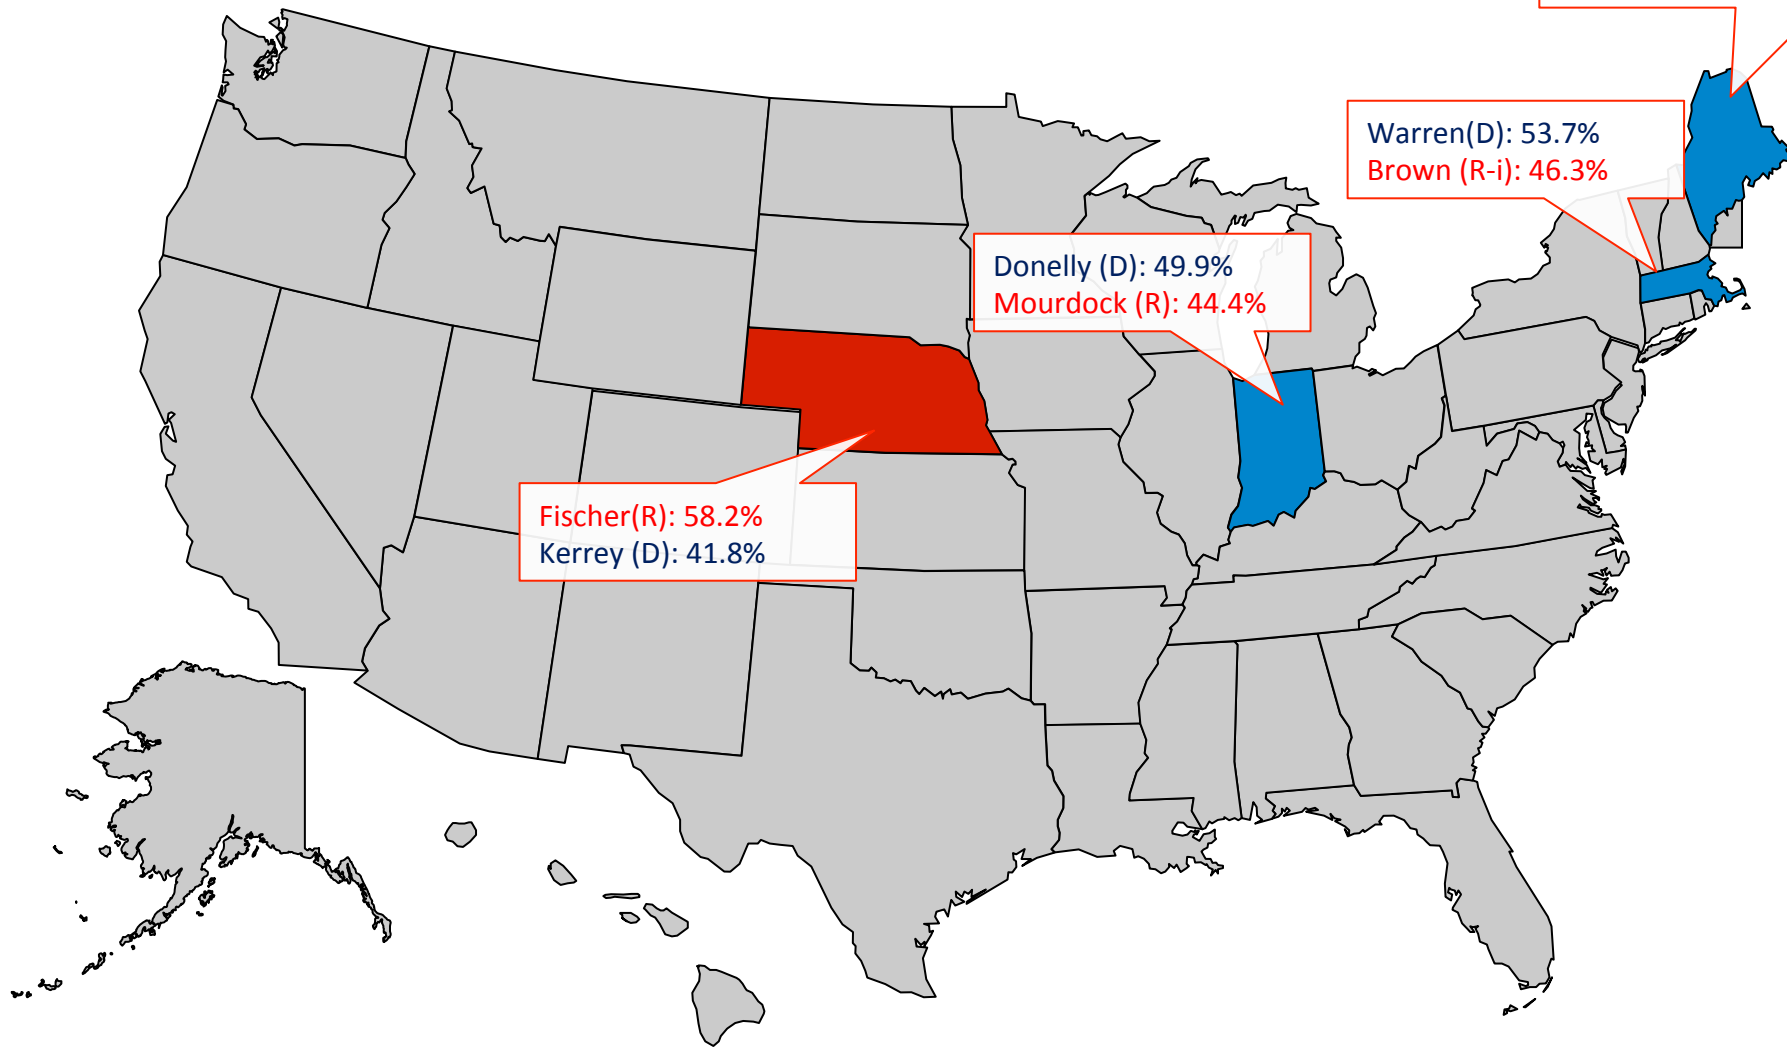 Warren(D): 53.7%
Brown (R-i): 46.3%
Donelly (D): 49.9%
Mourdock (R): 44.4%
Fischer(R): 58.2%
Kerrey (D): 41.8%